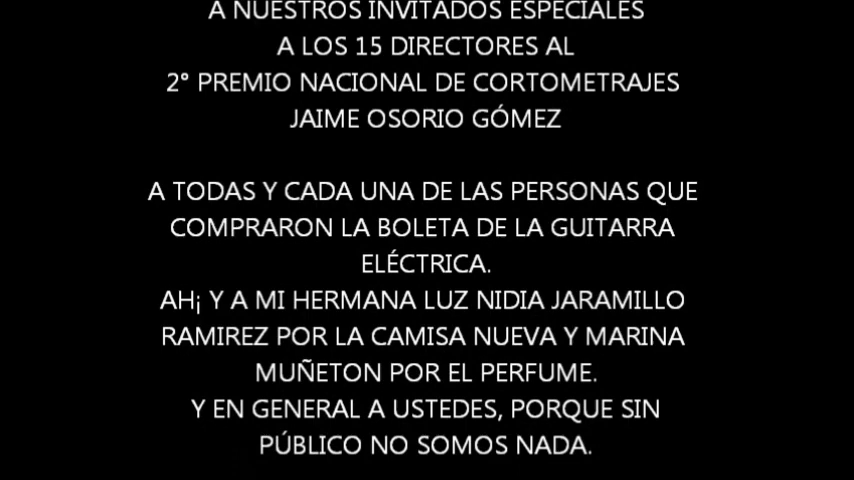 A NUESTROS INVITADOS ESPECIALES
A LOS 15 DIRECTORES AL
2° PREMIO NACIONAL DE CORTOMETRAJES
JAIME OSORIO GÓMEZ
A TODAS Y CADA UNA DE LAS PERSONAS QUE
COMPRARON LA BOLETA DE LA GUITARRA
ELÉCTRICA.
AH¡ Y A MI HERMANA LUZ NIDIA JARAMILLO
RAMIREZ POR LA CAMISA NUEVA Y MARINA
MUÑETON POR EL PERFUME.
Y EN GENERAL A USTEDES, PORQUE SIN
PÚBLICO NO SOMOS NADA.